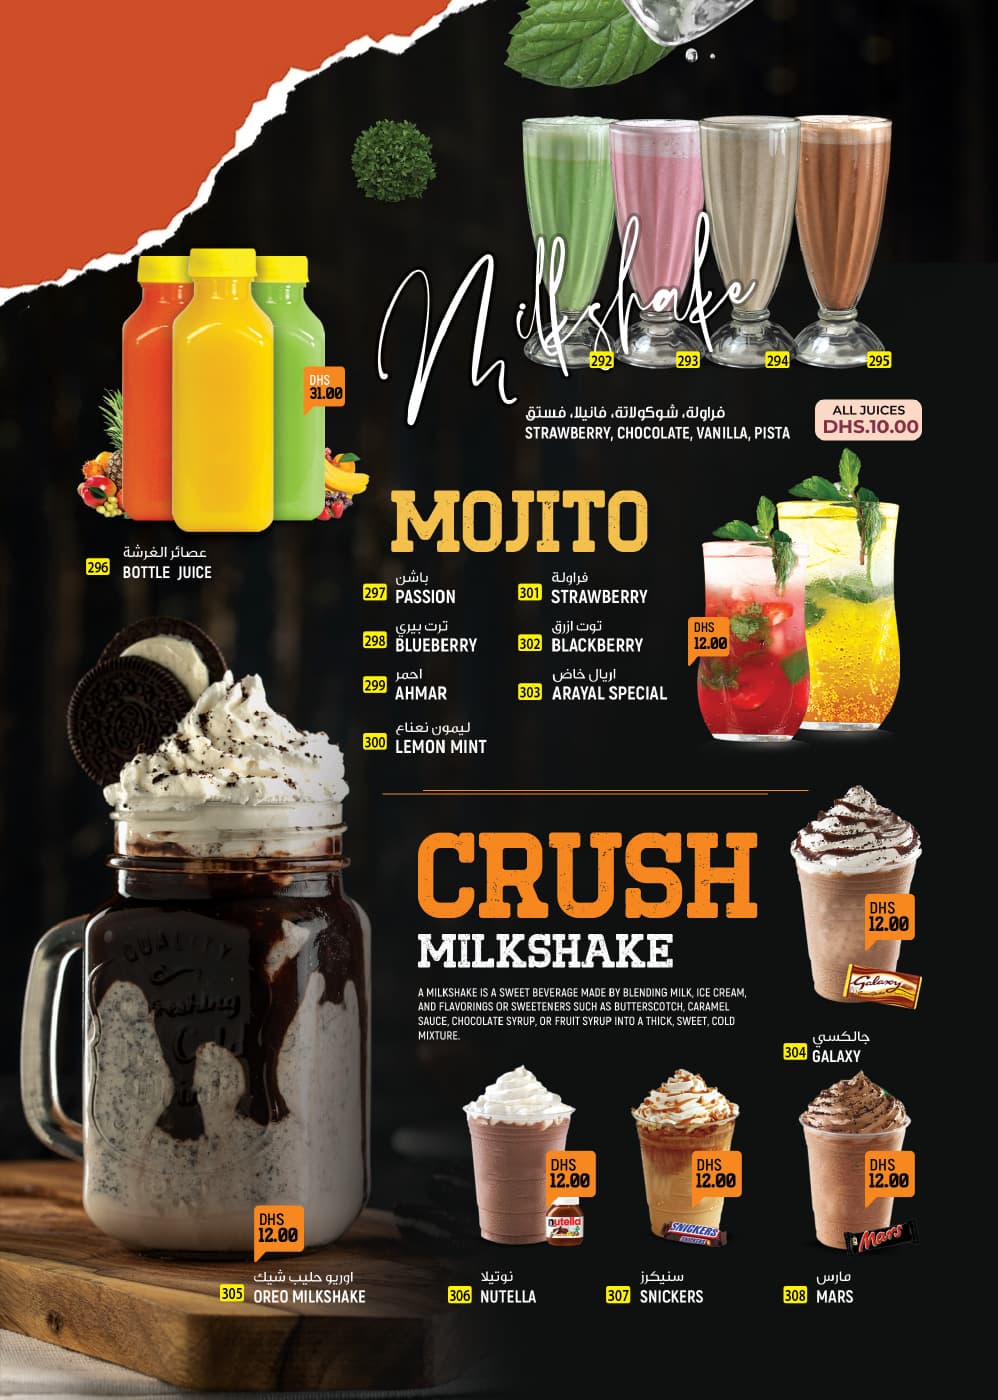 Milkshake
292
293
294
295
فراولة، شوكولاتة، فانيلا، فستق
STRAWBERRY, CHOCOLATE, VANILLA, PISTA
ALL JUICES
DHS.10.00
DHS
31.00
296
عصائر الغرشة
BOTTLE JUICE
MOJITO
297
باشن
PASSION
298
ترت بيري
BLUEBERRY
299
احمر
AHMAR
300
ليمون نعناع
LEMON MINT
301
فراولة
STRAWBERRY
302
توت ازرق
BLACKBERRY
303
اريال خاص
ARAYAL SPECIAL
DHS
12.00
CRUSH
MILKSHAKE
A MILKSHAKE IS A SWEET BEVERAGE MADE BY BLENDING MILK, ICE CREAM,
AND FLAVORINGS OR SWEETENERS SUCH AS BUTTERSCOTCH, CARAMEL
SAUCE, CHOCOLATE SYRUP, OR FRUIT SYRUP INTO A THICK, SWEET, COLD
MIXTURE.
DHS
12.00
Galaxy
304
جالكسي
GALAXY
QUALITY
DHS
12.00
305
اوريو حليب شيك
OREO MILKSHAKE
DHS
12.00
nutella
306
نوتيلا
NUTELLA
DHS
12.00
SNICKERS
307
سنيكرز
SNICKERS
DHS
12.00
Mars
308
مارس
MARS